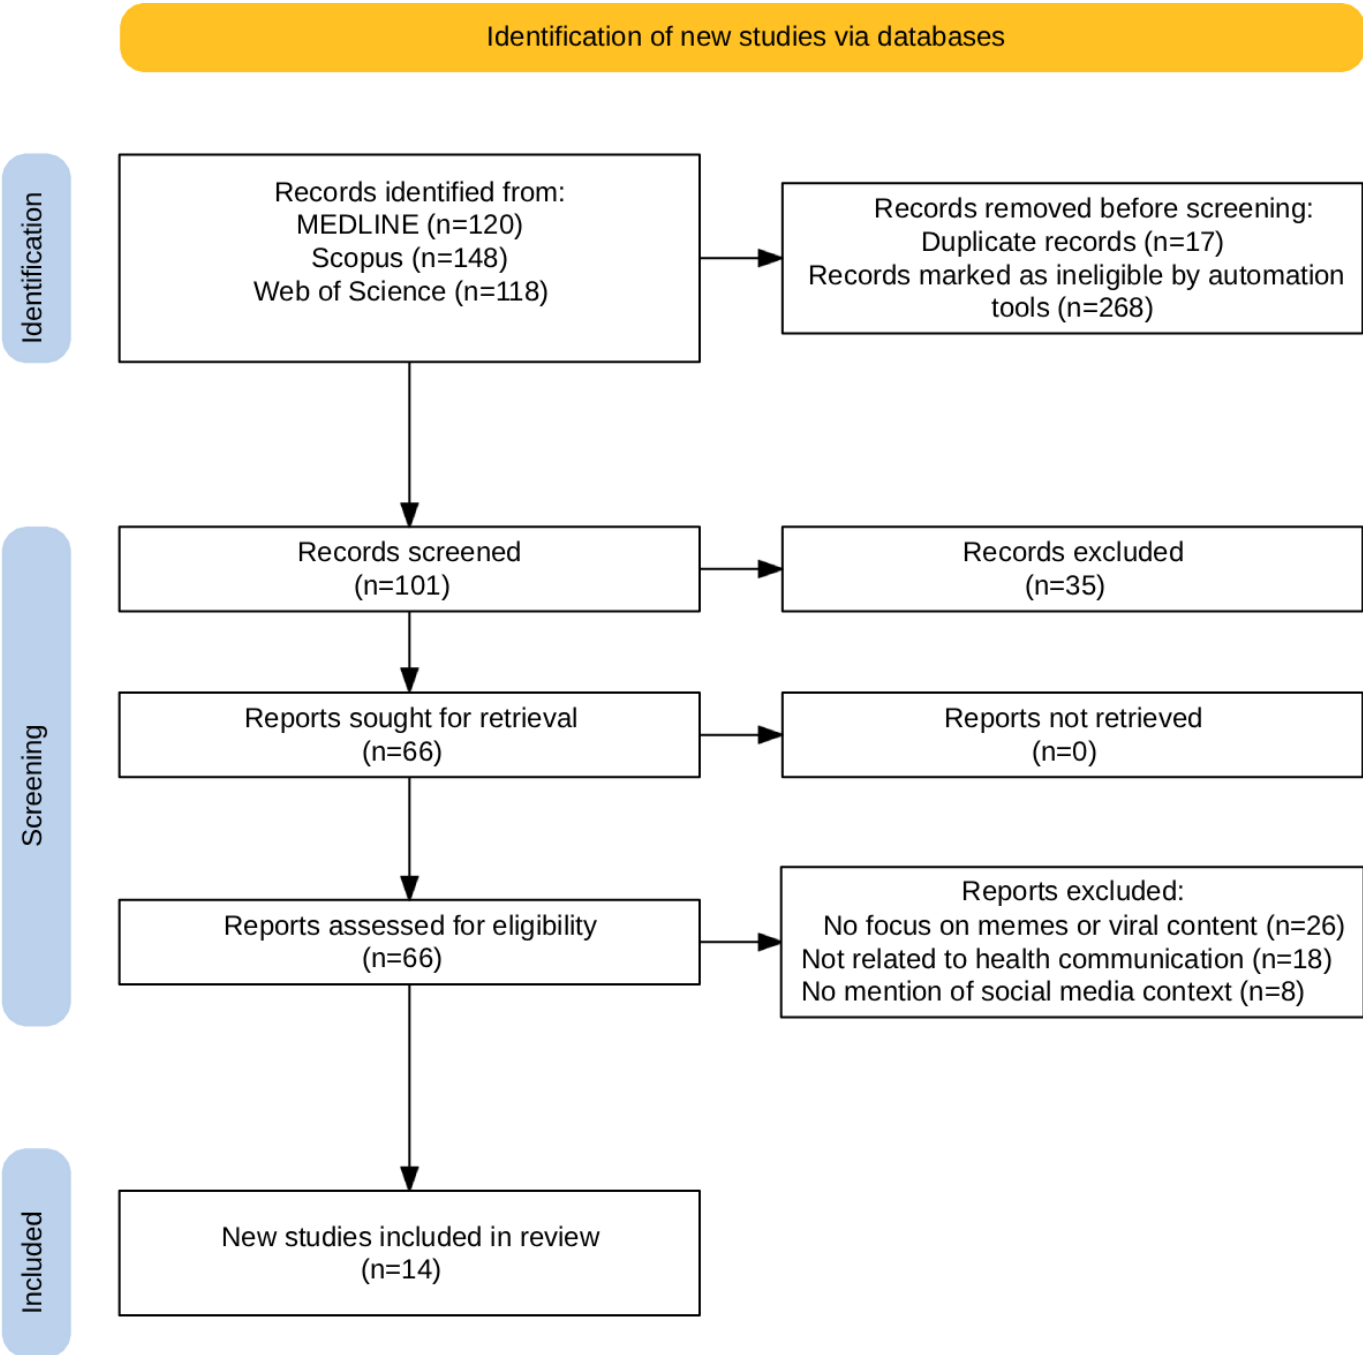 Identification of new studies via databases
Identification
Records identified from:
MEDLINE (n=120)
Scopus (n=148)
Web of Science (n=118)
Records removed before screening:
Duplicate records (n=17)
Records marked as ineligible by automation
tools (n=268)
Screening
Records screened
(n=101)
Records excluded
(n=35)
Reports sought for retrieval
(n=66)
Reports not retrieved
(n=0)
Reports assessed for eligibility
(n=66)
Reports excluded:
No focus on memes or viral content (n=26)
Not related to health communication (n=18)
No mention of social media context (n=8)
Included
New studies included in review
(n=14)